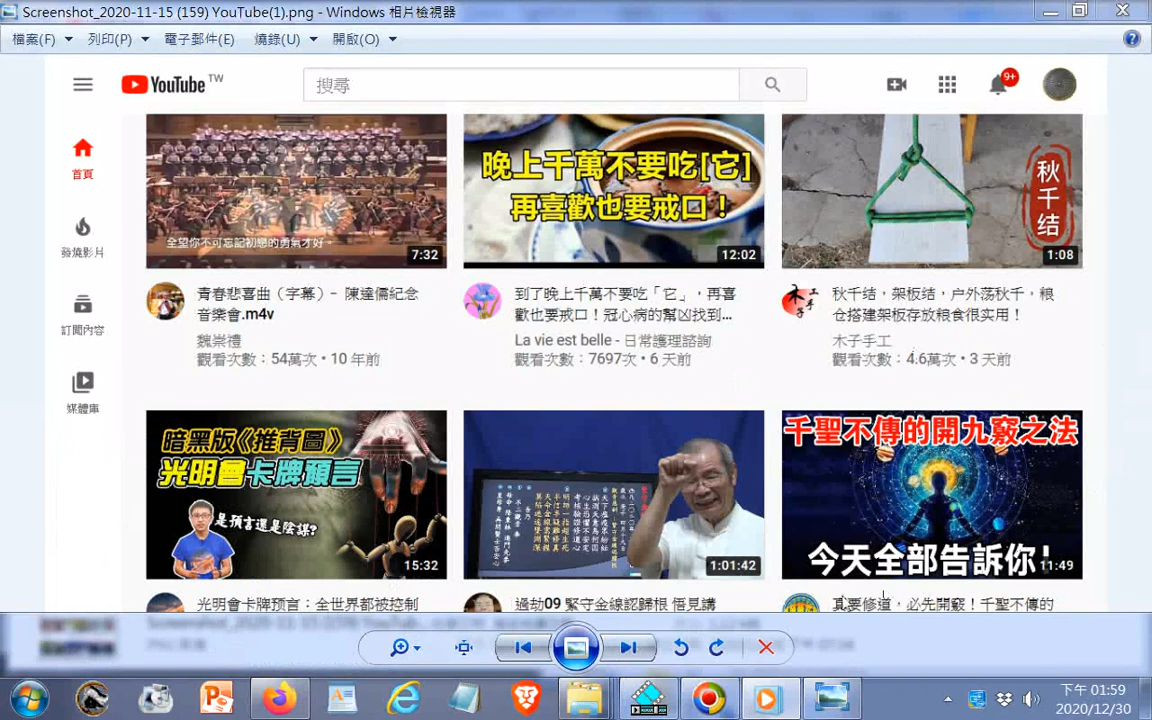 Screenshot_2020-11-15 (159) YouTube(1).png - Windows 相片檢視器
檔案(F) 列印(P) 電子郵件(E) 燒錄(U) 開啟(O)
YouTube TW
搜尋
9+
首頁
發燒影片
訂閱內容
媒體庫
全望你不可忘記初戀的勇氣才好。
7:32
晚上千萬不要吃[它]
再喜歡也要戒口！
12:02
秋千结
1:08
青春悲喜曲（字幕）- 陳達儒紀念
音樂會.m4v
魏崇禮
觀看次數：54萬次 • 10 年前
到了晚上千萬不要吃「它」，再喜
歡也要戒口！冠心病的幫凶找到...
La vie est belle - 日常護理諮詢
觀看次數：7697次 • 6 天前
木子手工
秋千结，架板结，户外荡秋千，粮
仓搭建架板存放粮食很实用！
木子手工
觀看次數：4.6萬次 • 3 天前
暗黑版《推背圖》
光明會卡牌預言
是預言還是陰謀?
15:32
1:01:42
千聖不傳的開九竅之法
今天全部告訴你!
11:49
光明會卡牌预言：全世界都被控制
過劫09 緊守金線認歸根 悟見講
真要修道，必先開竅！千聖不傳的
下午 01:59
2020/12/30